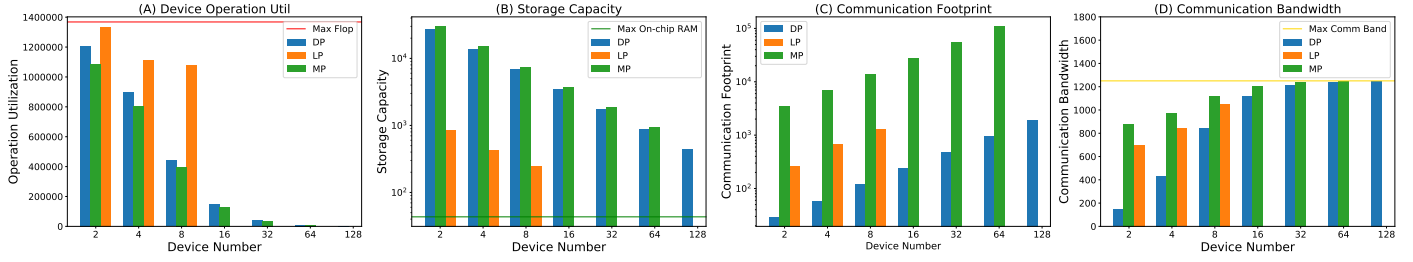 (A) Device Operation Util
Operation Utilization
1400000
1200000
1000000
800000
600000
400000
200000
0
2 4 8 16 32 64 128
Device Number
Max Flop
DP
LP
MP
(B) Storage Capacity
Storage Capacity
10^4
10^3
10^2
2 4 8 16 32 64 128
Device Number
Max On-chip RAM
DP
LP
MP
(C) Communication Footprint
Communication Footprint
10^5
10^4
10^3
10^2
2 4 8 16 32 64 128
Device Number
DP
LP
MP
(D) Communication Bandwidth
Communication Bandwidth
1800
1600
1400
1200
1000
800
600
400
200
0
2 4 8 16 32 64 128
Device Number
Max Comm Band
DP
LP
MP